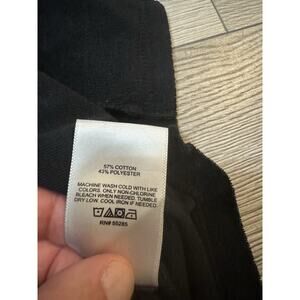 57% COTTON
43% POLYESTER
MACHINE WASH COLD WITH LIKE
COLORS. ONLY NON-CHLORINE
BLEACH WHEN NEEDED. TUMBLE
DRY LOW. COOL IRON IF NEEDED.
RN# 55285